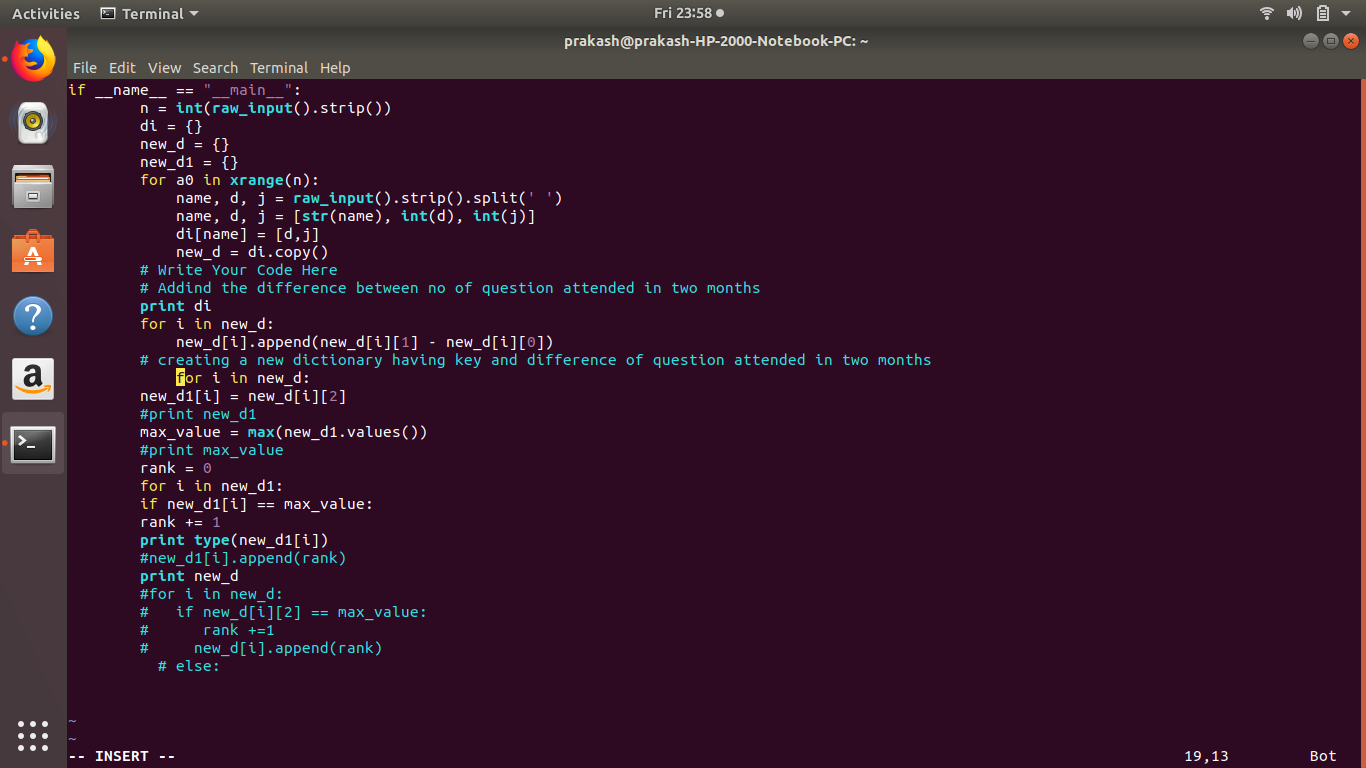 Activities Terminal Fri 23:58
prakash@prakash-HP-2000-Notebook-PC: ~
File Edit View Search Terminal Help
if __name__ == "__main__":
        n = int(raw_input().strip())
        di = {}
        new_d = {}
        new_d1 = {}
        for a0 in xrange(n):
            name, d, j = raw_input().strip().split(' ')
            name, d, j = [str(name), int(d), int(j)]
            di[name] = [d,j]
            new_d = di.copy()
        # Write Your Code Here
        # Addind the difference between no of question attended in two months
        print di
        for i in new_d:
            new_d[i].append(new_d[i][1] - new_d[i][0])
        # creating a new dictionary having key and difference of question attended in two months
            for i in new_d:
        new_d1[i] = new_d[i][2]
        #print new_d1
        max_value = max(new_d1.values())
        #print max_value
        rank = 0
        for i in new_d1:
        if new_d1[i] == max_value:
        rank += 1
        print type(new_d1[i])
        #new_d1[i].append(rank)
        print new_d
        #for i in new_d:
        #   if new_d[i][2] == max_value:
        #      rank +=1
        #     new_d[i].append(rank)
          # else:
~
~
-- INSERT -- 19,13 Bot